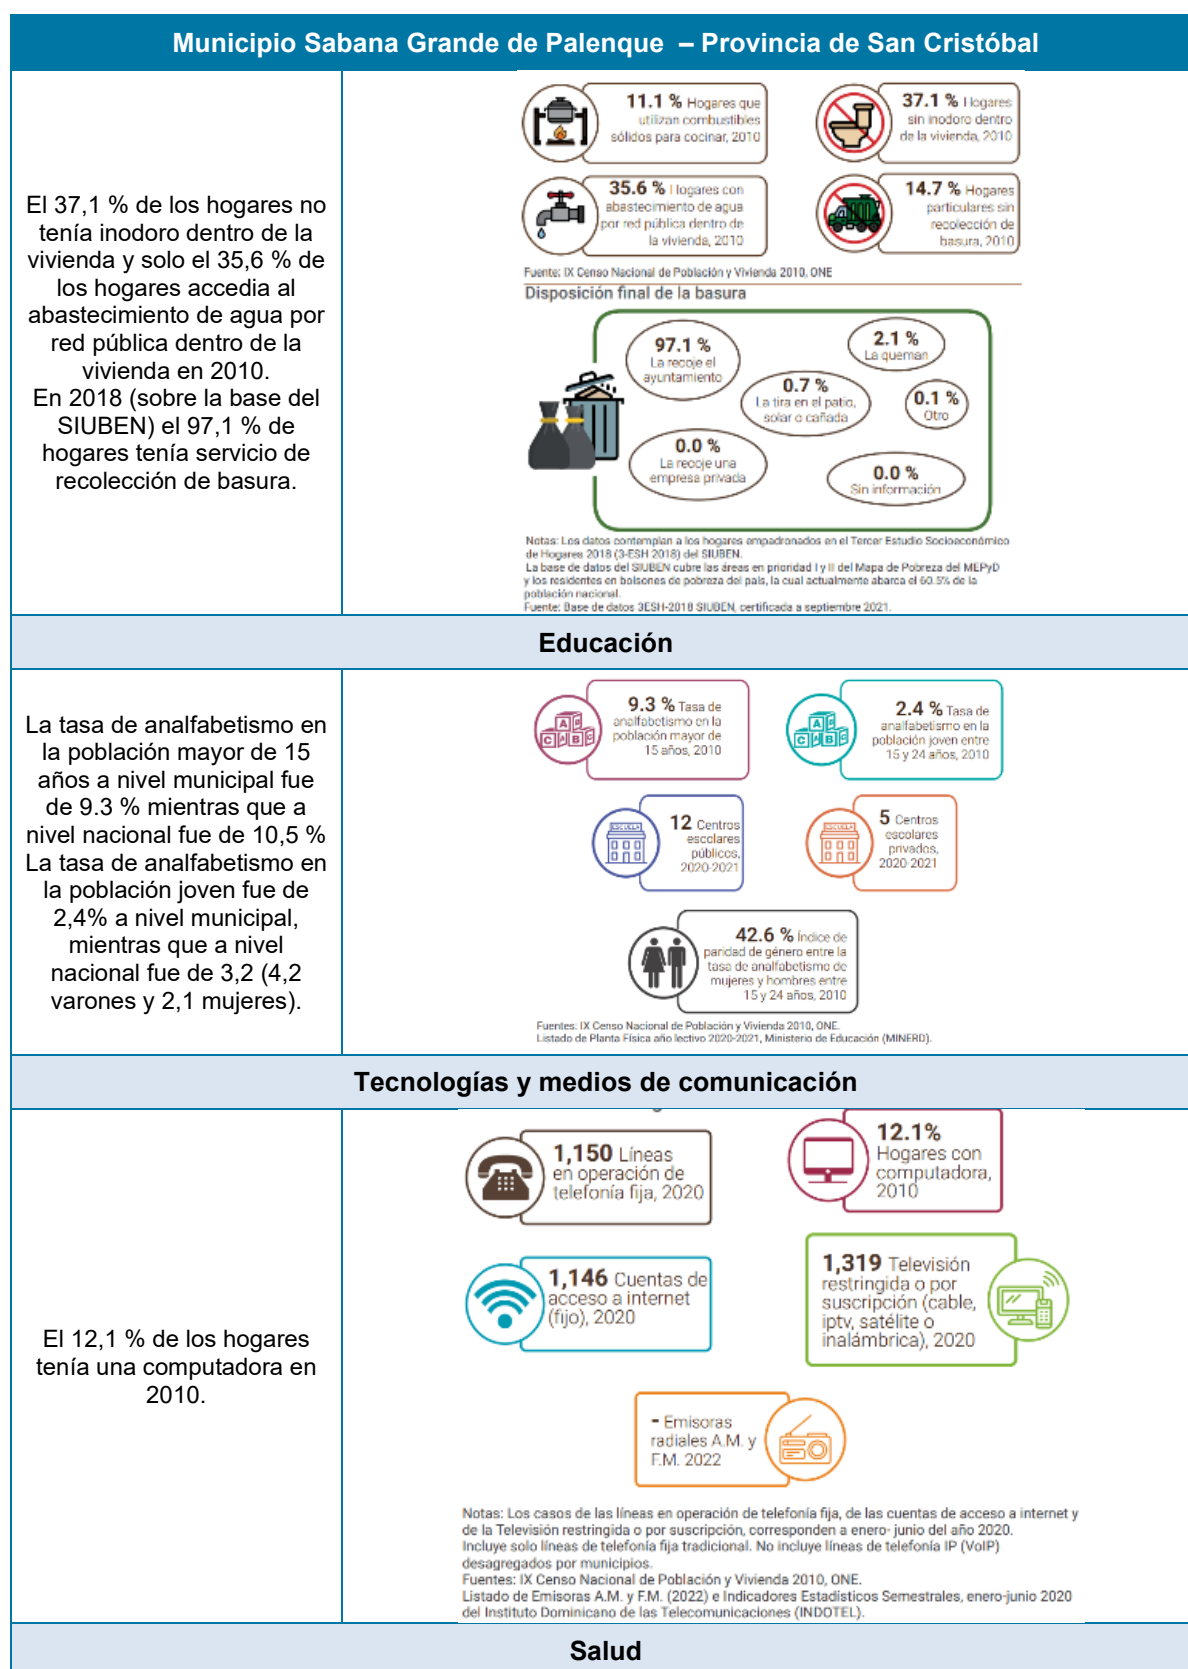 Municipio Sabana Grande de Palenque – Provincia de San Cristóbal
El 37,1 % de los hogares no
tenía inodoro dentro de la
vivienda y solo el 35,6 % de
los hogares accedia al
abastecimiento de agua por
red pública dentro de la
vivienda en 2010.
En 2018 (sobre la base del
SIUBEN) el 97,1 % de
hogares tenía servicio de
recolección de basura.
11.1 % Hogares que
utilizan combustibles
sólidos para cocinar, 2010
37.1 % Hogares
sin inodoro dentro
de la vivienda, 2010
35.6 % Hogares con
abastecimiento de agua
por red pública dentro de
la vivienda, 2010
14.7 % Hogares
particulares sin
recolección de
basura, 2010
Fuente: IX Censo Nacional de Población y Vivienda 2010, ONE
Disposición final de la basura
97.1 %
La recoje el
ayuntamiento
2.1 %
La queman
0.7 %
La tira en el patio,
solar o cañada
0.1 %
Otro
0.0 %
La recoje una
empresa privada
0.0 %
Sin información
Notas: Los datos contemplan a los hogares empadronados en el Tercer Estudio Socioeconómico
de Hogares 2018 (3-ESH 2018) del SIUBEN.
La base de datos del SIUBEN cubre las áreas en prioridad I y II del Mapa de Pobreza del MEPyD
y los residentes en bolsones de pobreza del país, la cual actualmente abarca el 60.5% de la
población nacional.
Fuente: Base de datos 3ESH-2018 SIUBEN, certificada a septiembre 2021.
Educación
La tasa de analfabetismo en
la población mayor de 15
años a nivel municipal fue
de 9.3 % mientras que a
nivel nacional fue de 10,5 %
La tasa de analfabetismo en
la población joven fue de
2,4% a nivel municipal,
mientras que a nivel
nacional fue de 3,2 (4,2
varones y 2,1 mujeres).
9.3 % Tasa de
analfabetismo en la
población mayor de
15 años, 2010
2.4 % Tasa de
analfabetismo en la
población joven entre
15 y 24 años, 2010
A
C A B C
A
C A B C
ESCUELA
12 Centros
escolares
públicos,
2020-2021
ESCUELA
5 Centros
escolares
privados,
2020-2021
42.6 % Índice de
paridad de género entre la
tasa de analfabetismo de
mujeres y hombres entre
15 y 24 años, 2010
Fuentes: IX Censo Nacional de Población y Vivienda 2010, ONE.
Listado de Planta Física año lectivo 2020-2021, Ministerio de Educación (MINERD).
Tecnologías y medios de comunicación
El 12,1 % de los hogares
tenía una computadora en
2010.
1,150 Líneas
en operación de
telefonía fija, 2020
12.1%
Hogares con
computadora,
2010
1,146 Cuentas de
acceso a internet
(fijo), 2020
1,319 Televisión
restringida o por
suscripción (cable,
iptv, satélite o
inalámbrica), 2020
- Emisoras
radiales A.M. y
F.M. 2022
Notas: Los casos de las líneas en operación de telefonía fija, de las cuentas de acceso a internet y
de la Televisión restringida o por suscripción, corresponden a enero- junio del año 2020.
Incluye solo líneas de telefonía fija tradicional. No incluye líneas de telefonía IP (VoIP)
desagregados por municipios.
Fuentes: IX Censo Nacional de Población y Vivienda 2010, ONE.
Listado de Emisoras A.M. y F.M. (2022) e Indicadores Estadísticos Semestrales, enero-junio 2020
del Instituto Dominicano de las Telecomunicaciones (INDOTEL).
Salud